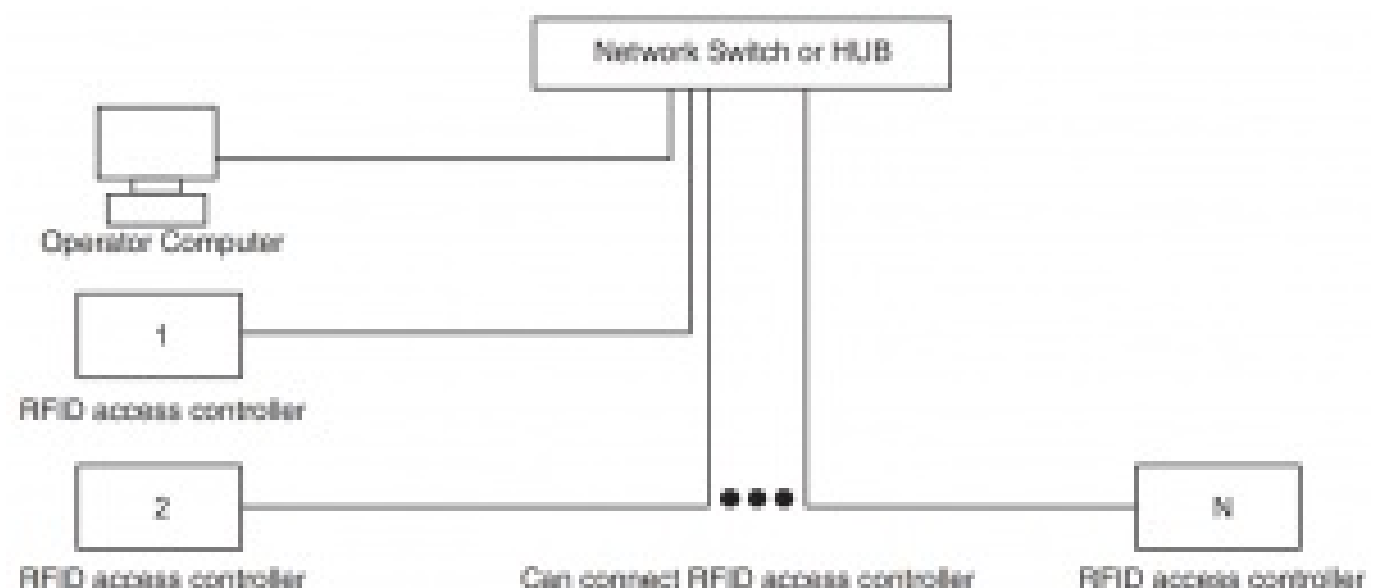 Network Switch or HUB
Operator Computer
1
RFID access controller
2
N
RFID access controller
Can connect RFID access controller
RFID access controller